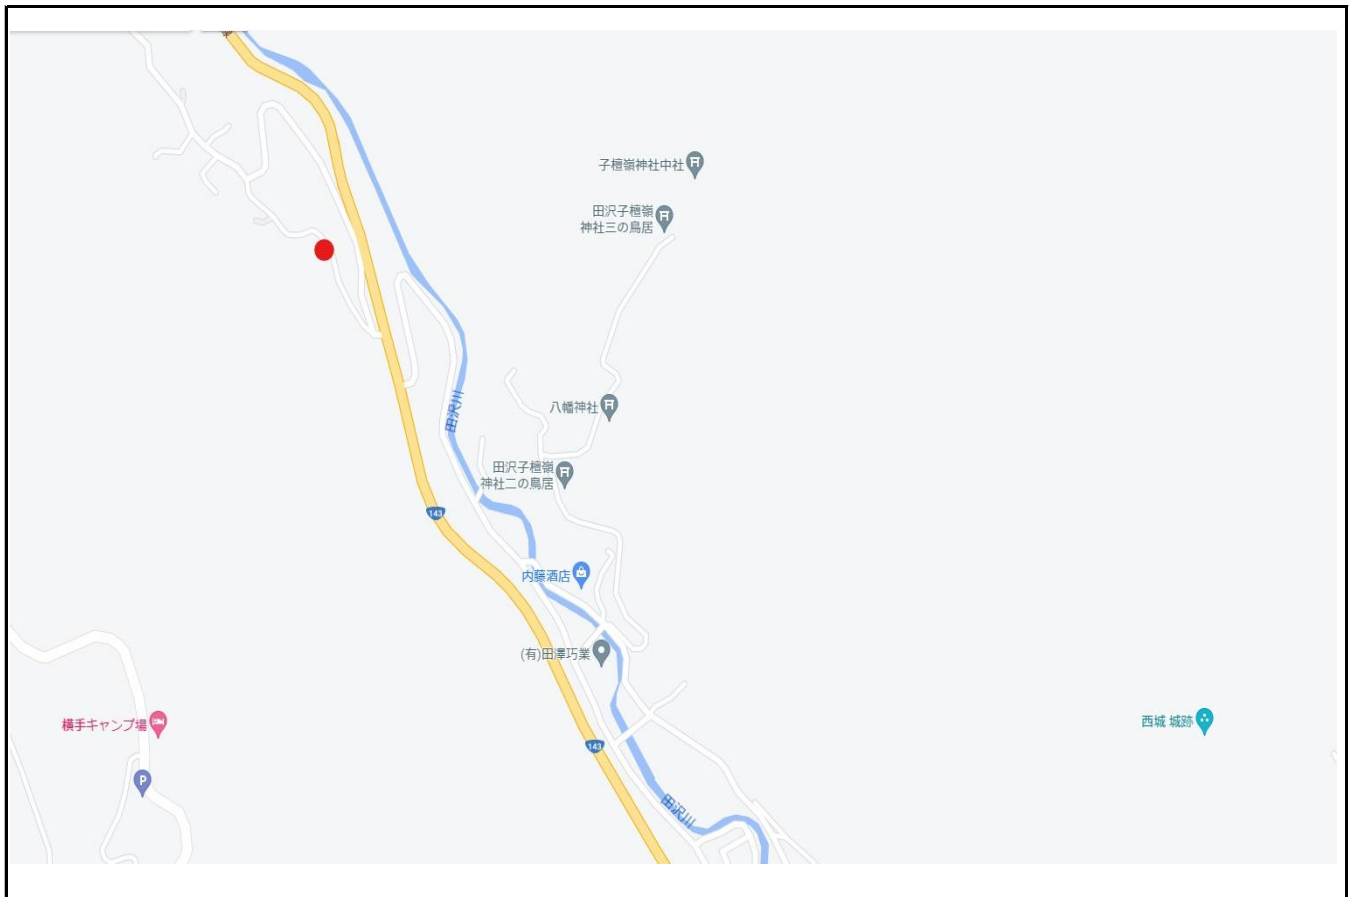 子檀嶺神社中社
田沢子檀嶺
神社三の鳥居
田沢川
八幡神社
田沢子檀嶺
神社二の鳥居
143
内藤酒店
(有)田澤巧業
横手キャンプ場
西城 城跡
143
P
田沢川